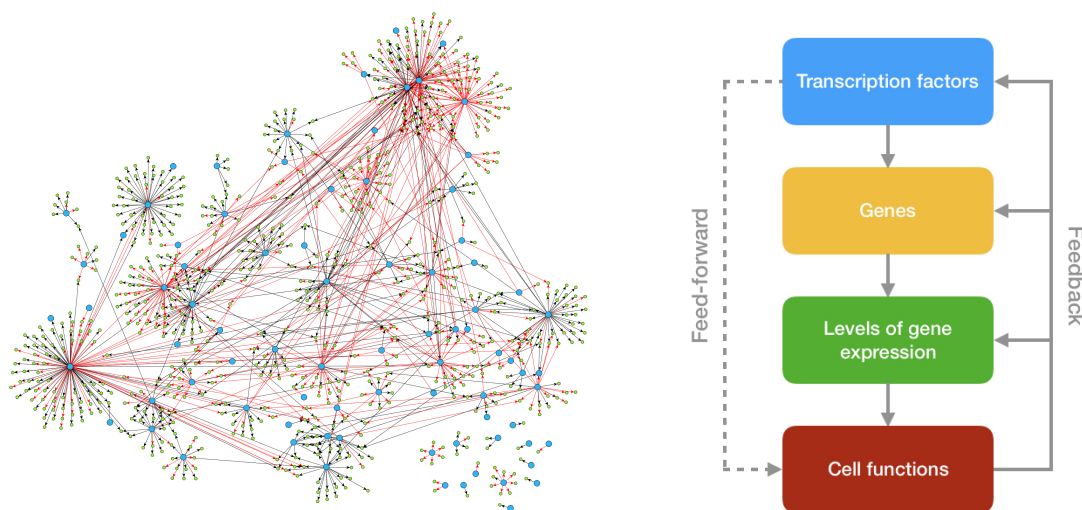 Transcription factors
Genes
Feed-forward
Feedback
Levels of gene
expression
Cell functions